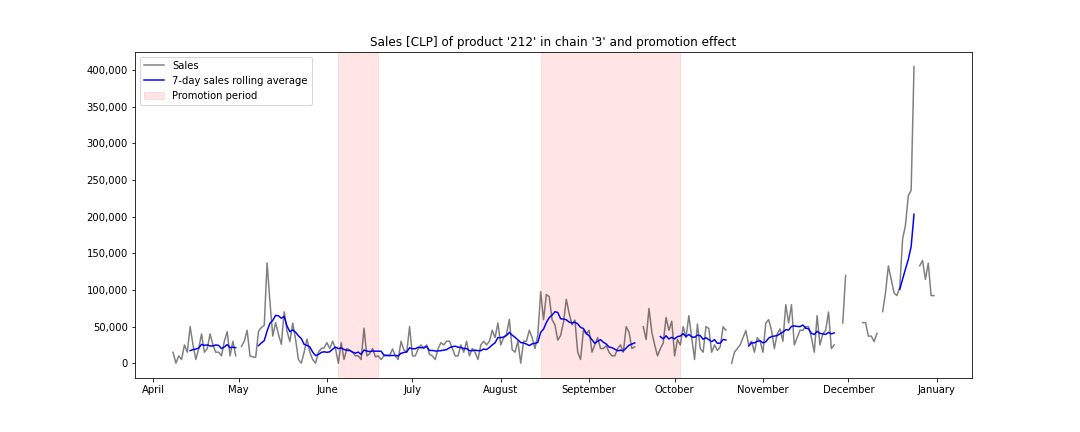 Sales [CLP] of product '212' in chain '3' and promotion effect
Sales
7-day sales rolling average
Promotion period
400,000
350,000
300,000
250,000
200,000
150,000
100,000
50,000
0
April May June July August September October November December January